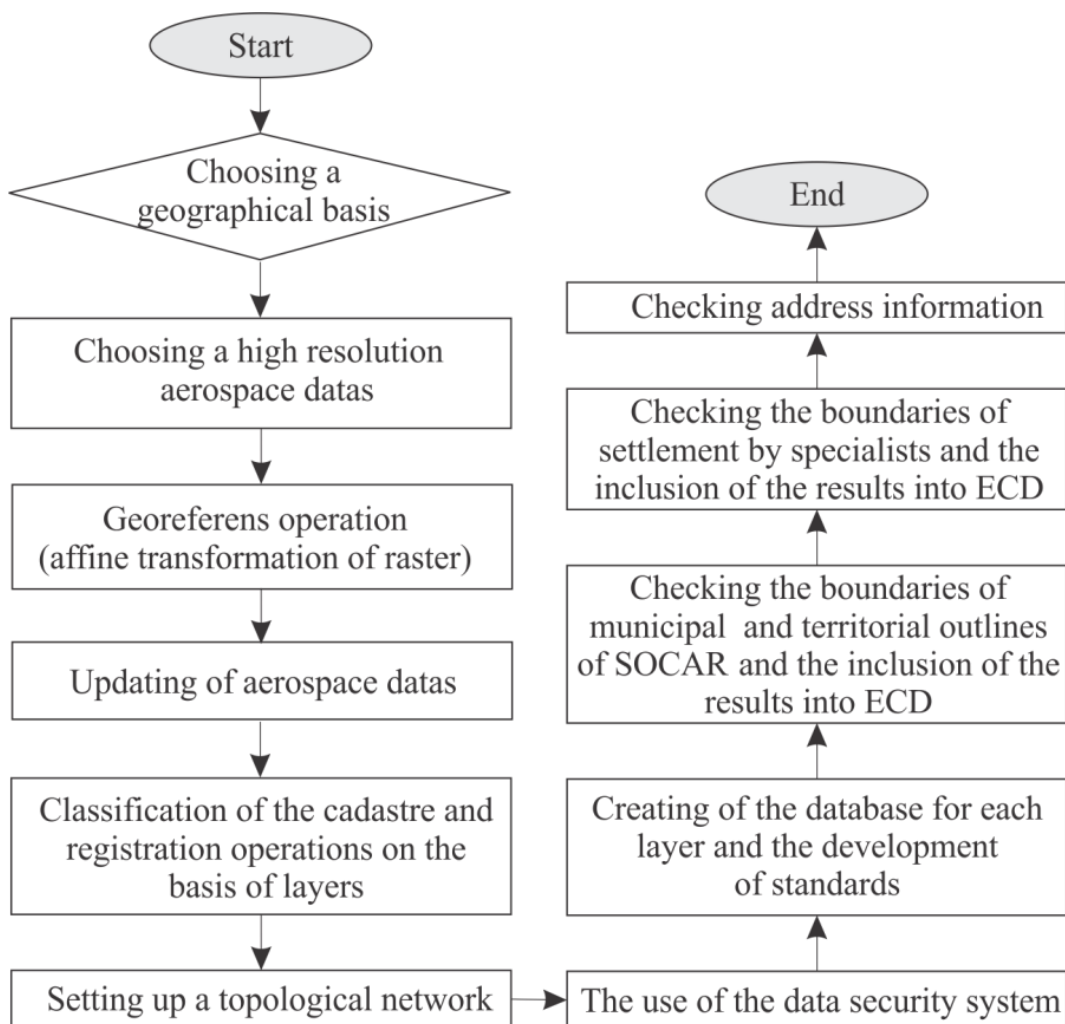 Start
Choosing a
geographical basis
Choosing a high resolution
aerospace datas
Georeferens operation
(affine transformation of raster)
Updating of aerospace datas
Classification of the cadastre and
registration operations on the
basis of layers
Setting up a topological network
The use of the data security system
Creating of the database for each
layer and the development
of standards
Checking the boundaries of
municipal and territorial outlines
of SOCAR and the inclusion of the
results into ECD
Checking the boundaries of
settlement by specialists and the
inclusion of the results into ECD
Checking address information
End